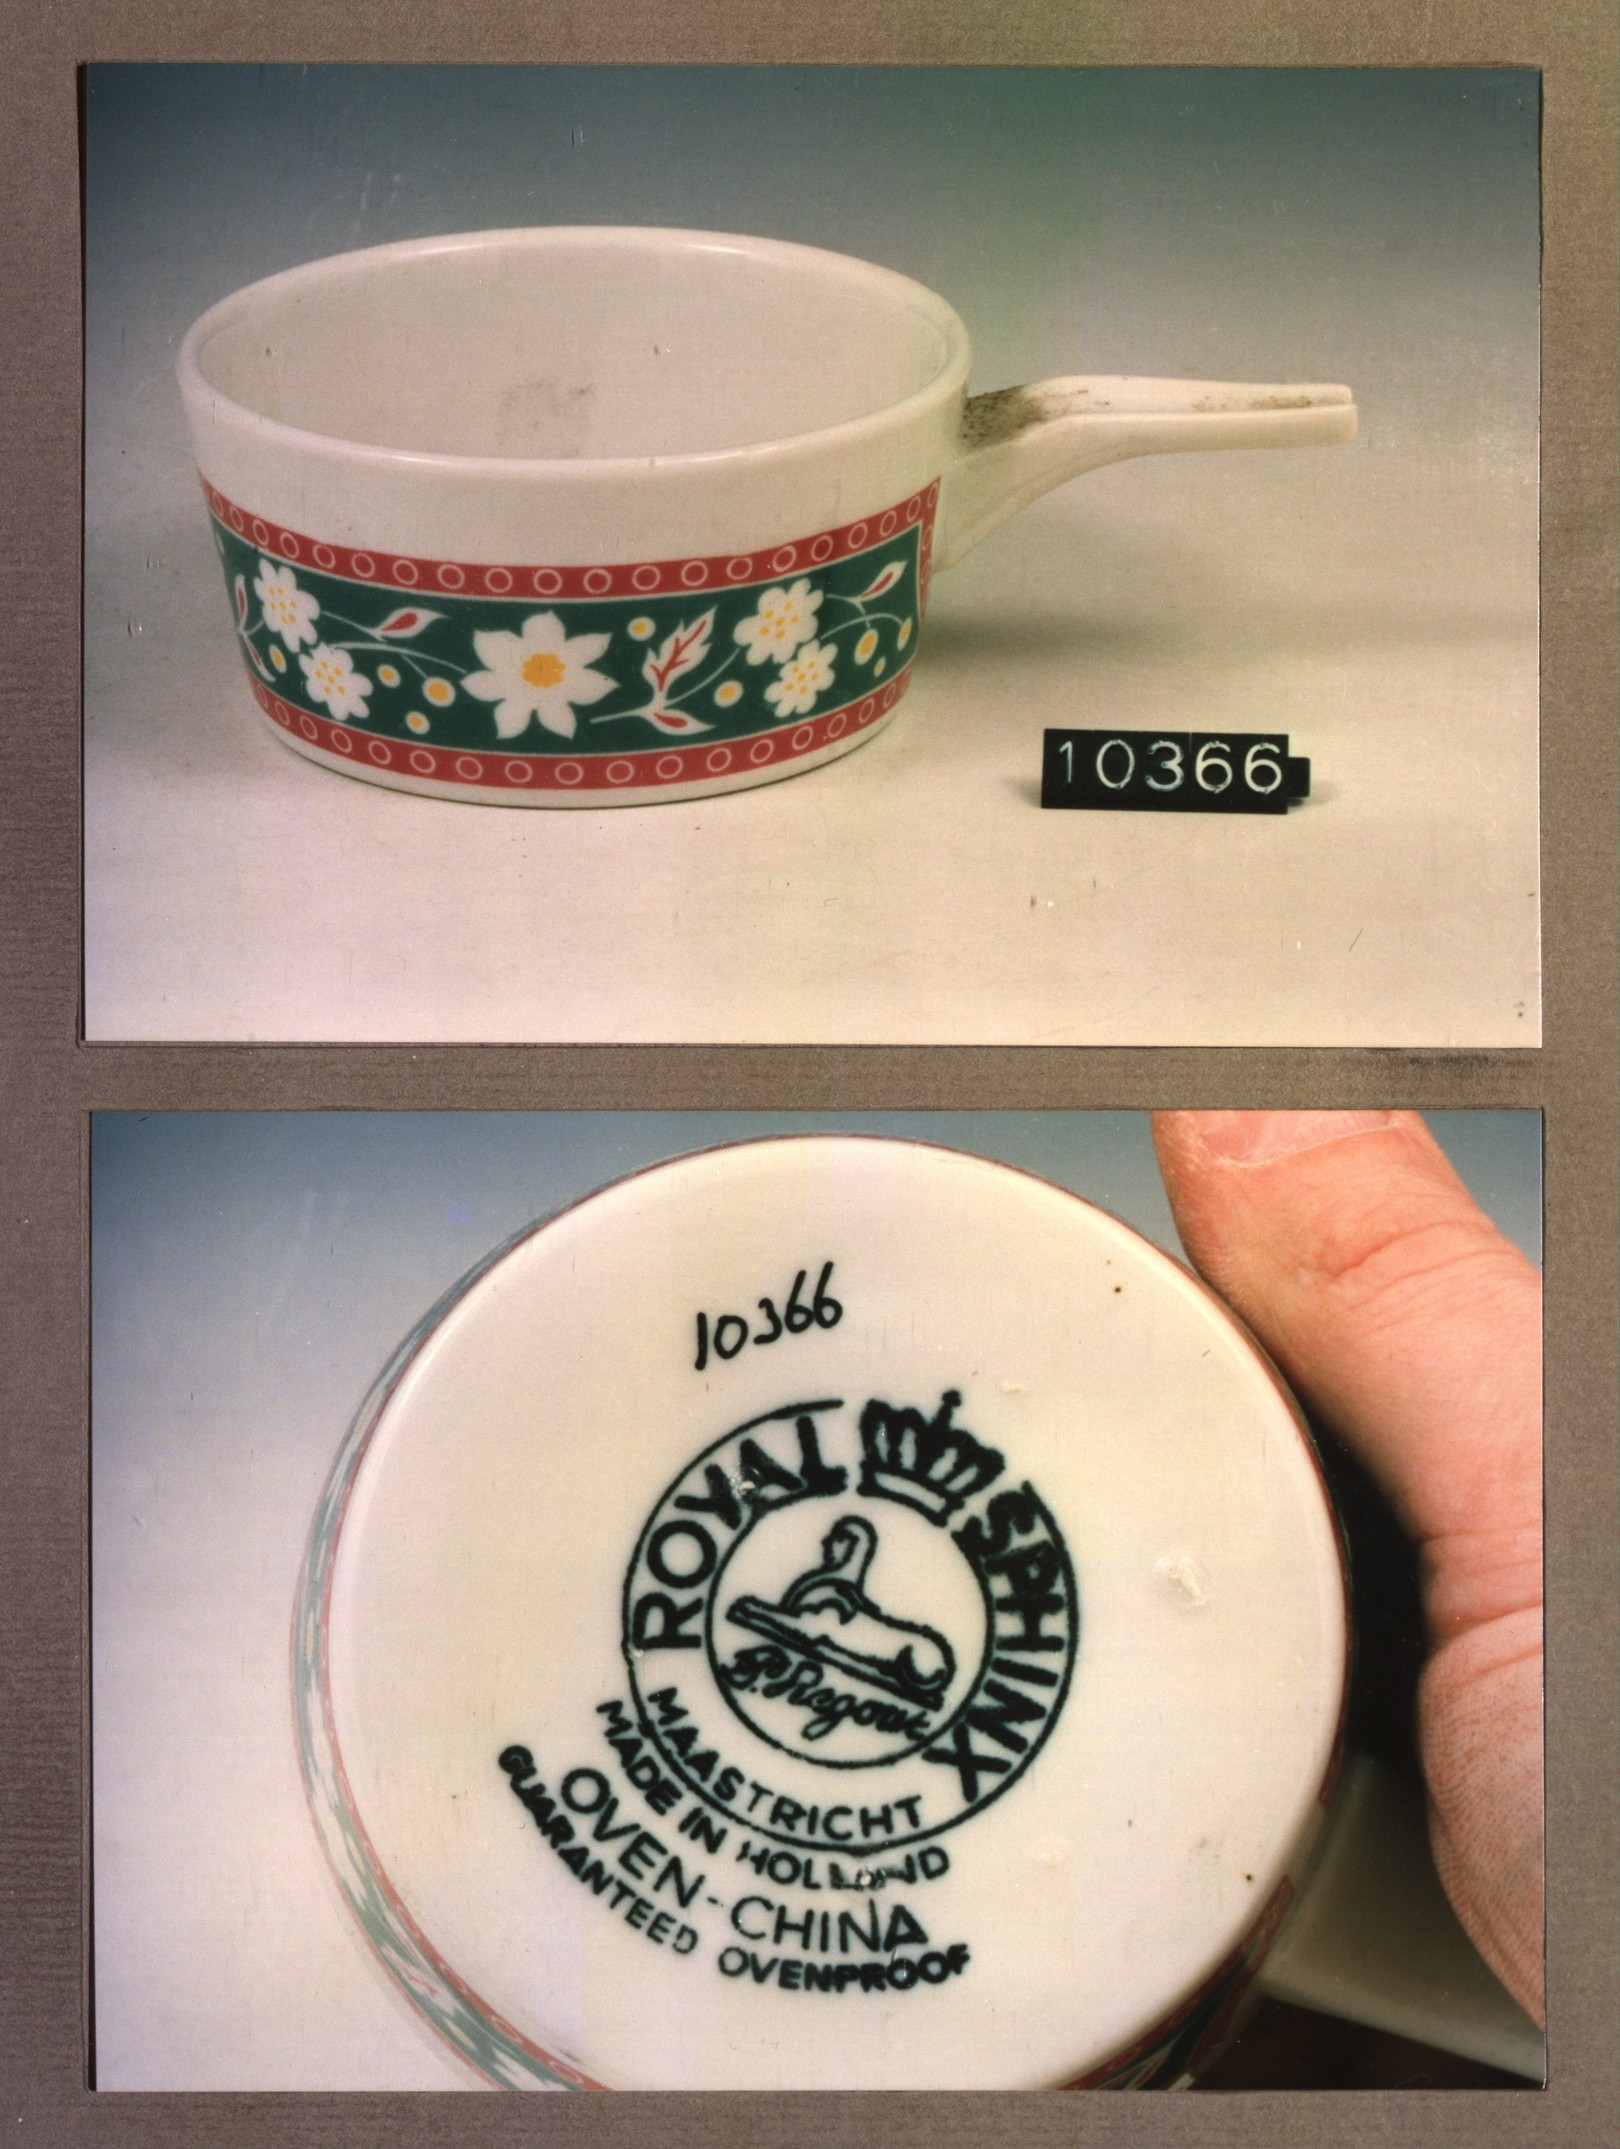 10366
10366
ROYAL SPHINX
P. Regout
MAASTRICHT
MADE IN HOLLAND
OVEN-CHINA
GUARANTEED OVENPROOF